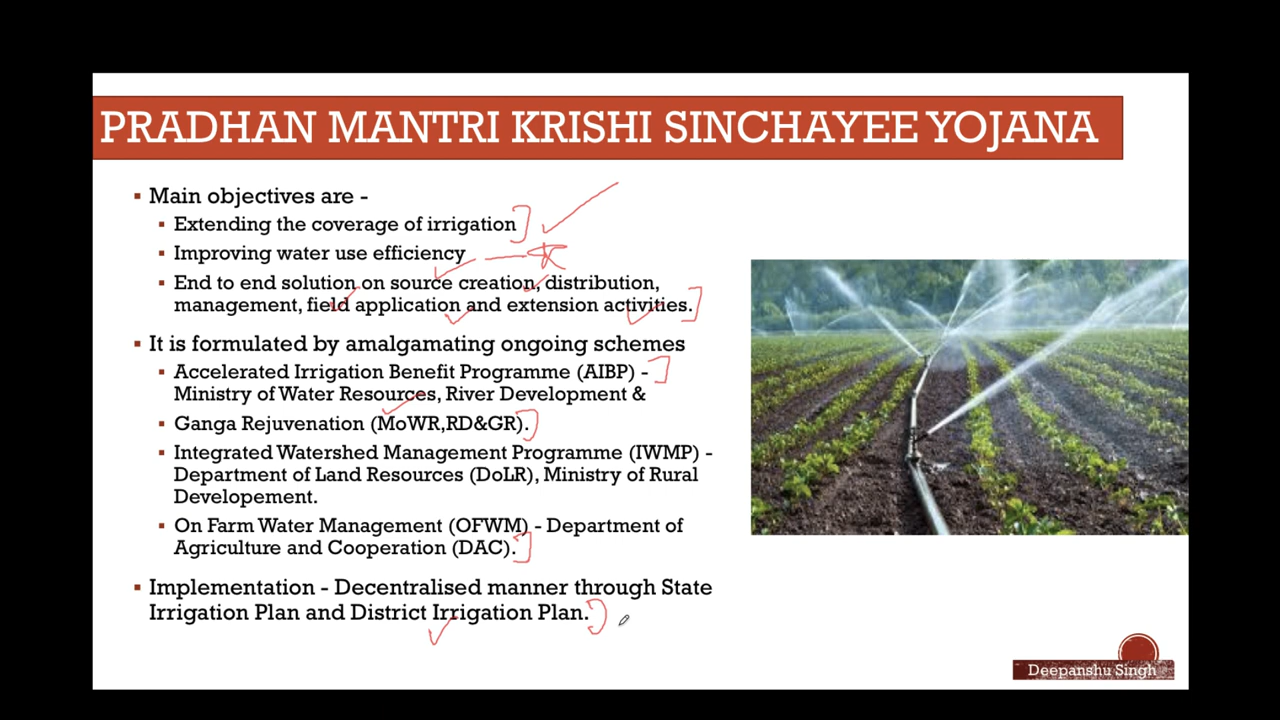 PRADHAN MANTRI KRISHI SINCHAYEE YOJANA
▪ Main objectives are -
▪ Extending the coverage of irrigation
▪ Improving water use efficiency
▪ End to end solution on source creation, distribution,
management, field application and extension activities.
▪ It is formulated by amalgamating ongoing schemes
▪ Accelerated Irrigation Benefit Programme (AIBP) -
Ministry of Water Resources, River Development &
▪ Ganga Rejuvenation (MoWR,RD&GR).
▪ Integrated Watershed Management Programme (IWMP) -
Department of Land Resources (DoLR), Ministry of Rural
Developement.
▪ On Farm Water Management (OFWM) - Department of
Agriculture and Cooperation (DAC).
▪ Implementation - Decentralised manner through State
Irrigation Plan and District Irrigation Plan.
Deepanshu Singh